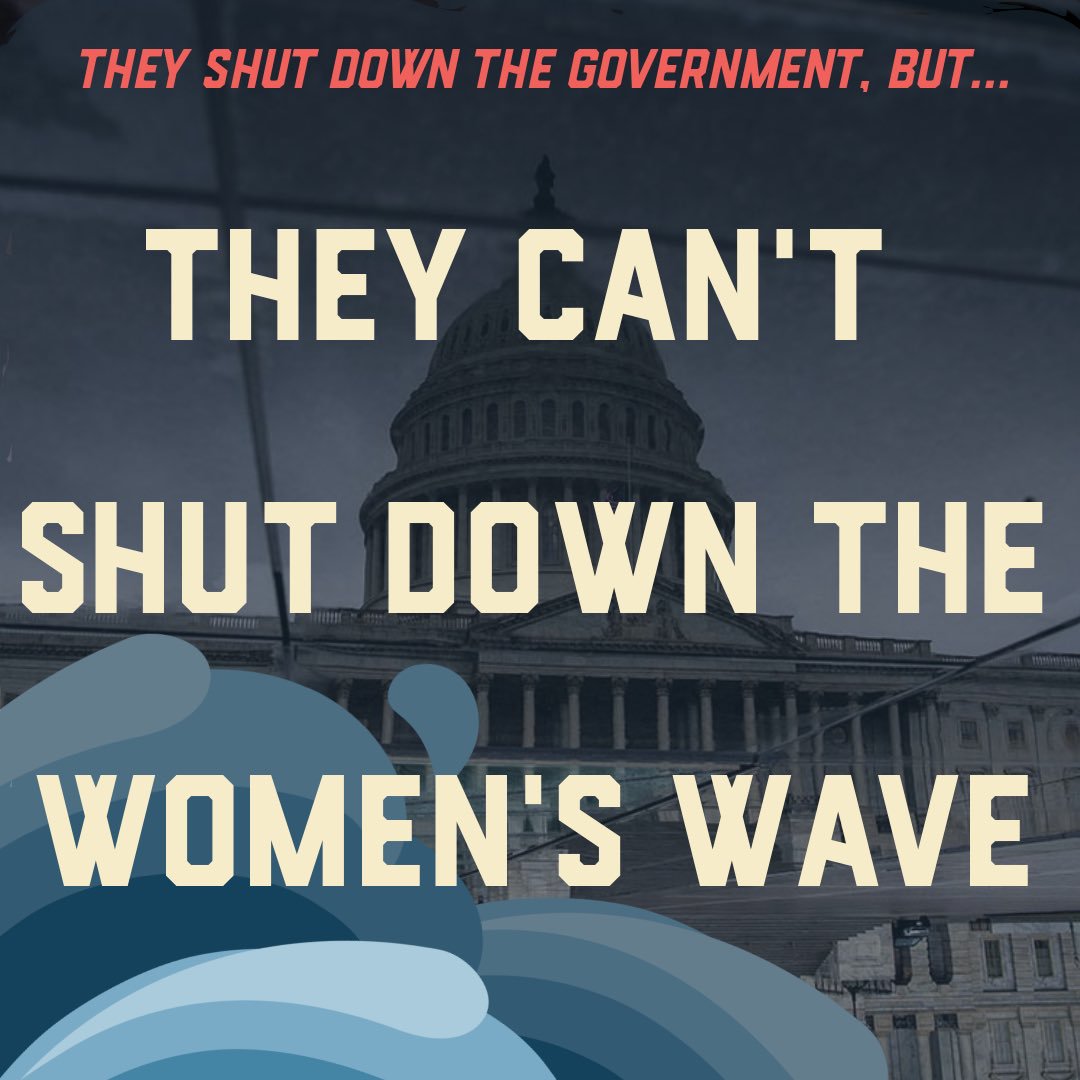 THEY SHUT DOWN THE GOVERNMENT, BUT...
THEY CAN'T
SHUT DOWN THE
WOMEN'S WAVE